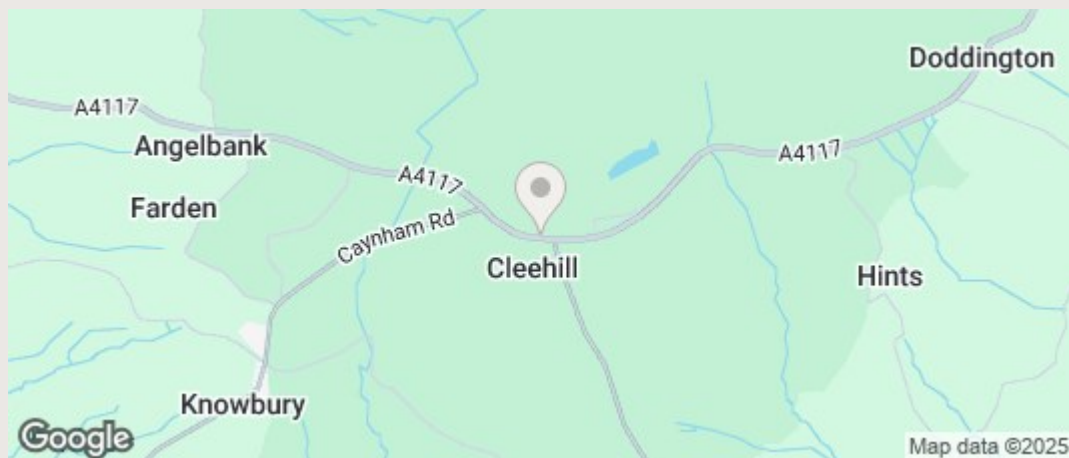 Doddington
A4117
Angelbank
A4117
A4117
Farden
Caynham Rd
Cleehill
Hints
Knowbury
Google
Map data ©2025